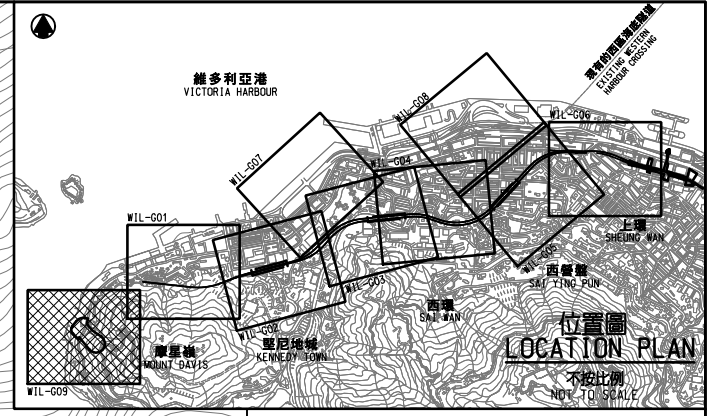 維多利亞港
VICTORIA HARBOUR
現有的西區海底隧道
EXISTING WESTERN
HARBOUR CROSSING
WIL-G08
WIL-G06
WIL-G07
WIL-G04
WIL-G01
上環
SHEUNG WAN
WIL-G05
西營盤
SAI YING PUN
WIL-G03
西環
SAI WAN
WIL-G02
堅尼地城
KENNEDY TOWN
摩星嶺
MOUNT DAVIS
WIL-G09
位置圖
LOCATION PLAN
不按比例
NOT TO SCALE